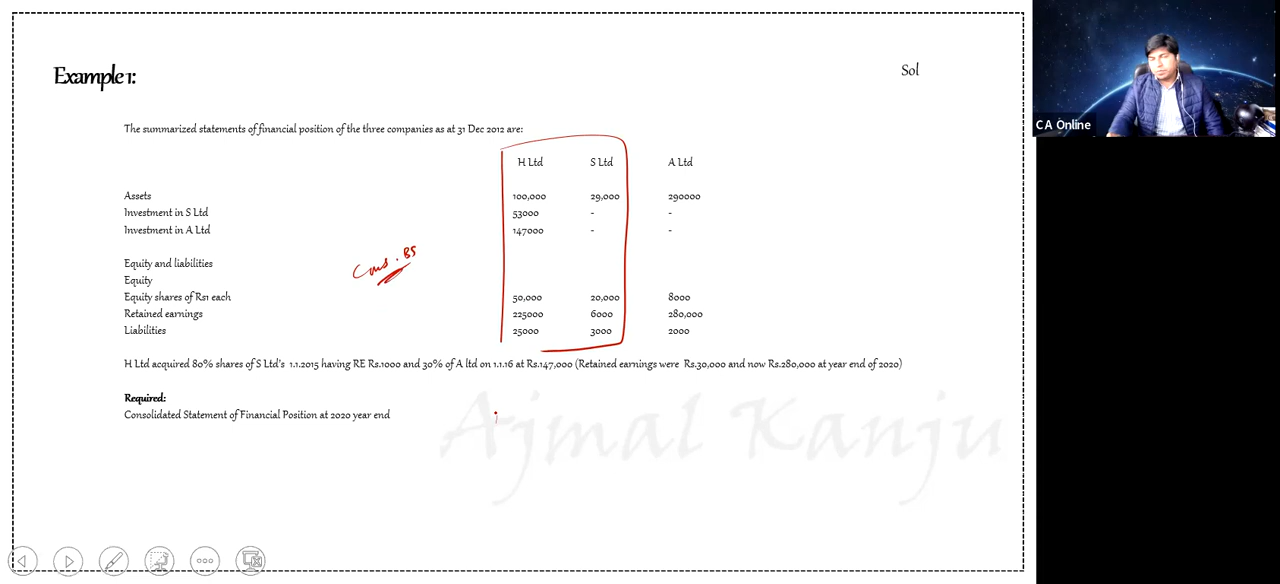 Example 1:
Sol
The summarized statements of financial position of the three companies as at 31 Dec 2012 are:
H Ltd S Ltd A Ltd
Assets 100,000 29,000 290000
Investment in S Ltd 53000 - -
Investment in A Ltd 147000 - -
Cons. BS
Equity and liabilities
Equity
Equity shares of Rs1 each 50,000 20,000 8000
Retained earnings 225000 6000 280,000
Liabilities 25000 3000 2000
H Ltd acquired 80% shares of S Ltd's 1.1.2015 having RE Rs.1000 and 30% of A ltd on 1.1.16 at Rs.147,000 (Retained earnings were Rs.30,000 and now Rs.280,000 at year end of 2020)
Required:
Consolidated Statement of Financial Position at 2020 year end
Ajmal Kanju
C A Online